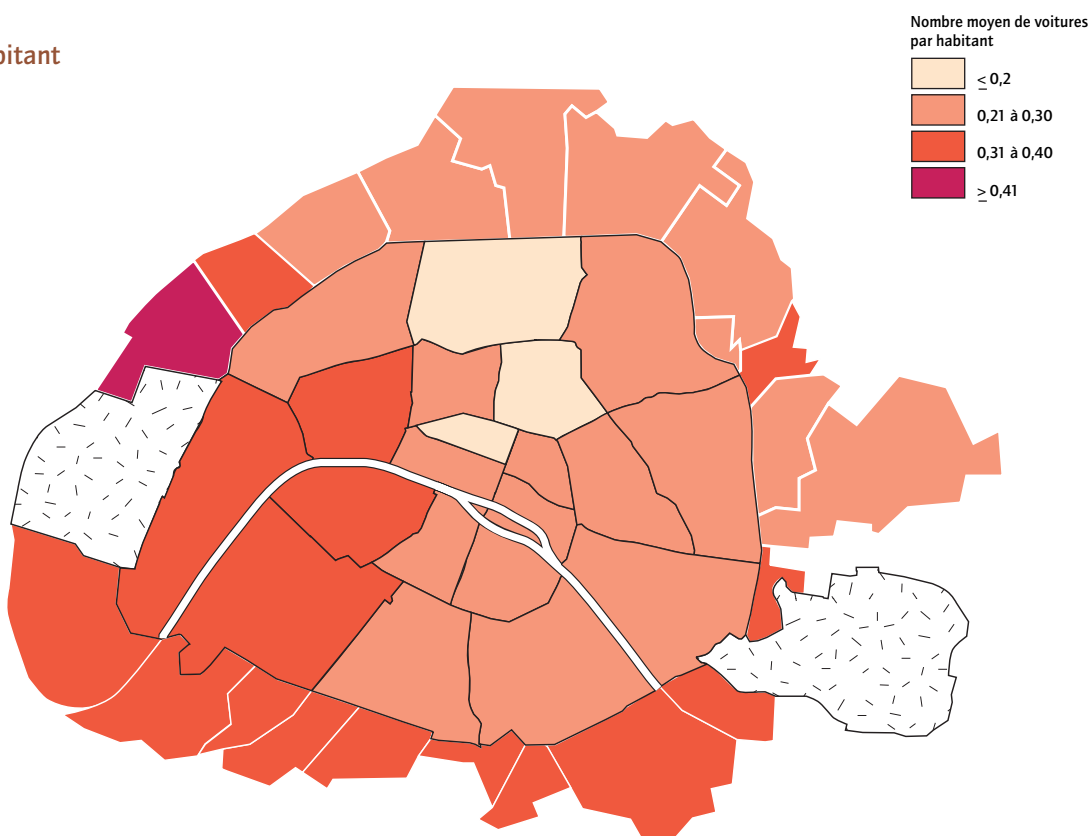 bitant
Nombre moyen de voitures
par habitant
≤ 0,2
0,21 à 0,30
0,31 à 0,40
≥ 0,41